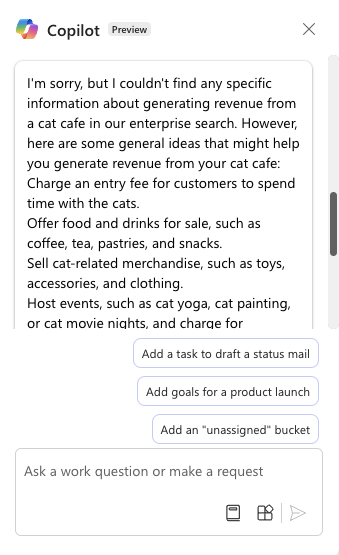 Copilot Preview
I'm sorry, but I couldn't find any specific
information about generating revenue from
a cat cafe in our enterprise search. However,
here are some general ideas that might help
you generate revenue from your cat cafe:
Charge an entry fee for customers to spend
time with the cats.
Offer food and drinks for sale, such as
coffee, tea, pastries, and snacks.
Sell cat-related merchandise, such as toys,
accessories, and clothing.
Host events, such as cat yoga, cat painting,
or cat movie nights, and charge for
Add a task to draft a status mail
Add goals for a product launch
Add an "unassigned" bucket
Ask a work question or make a request